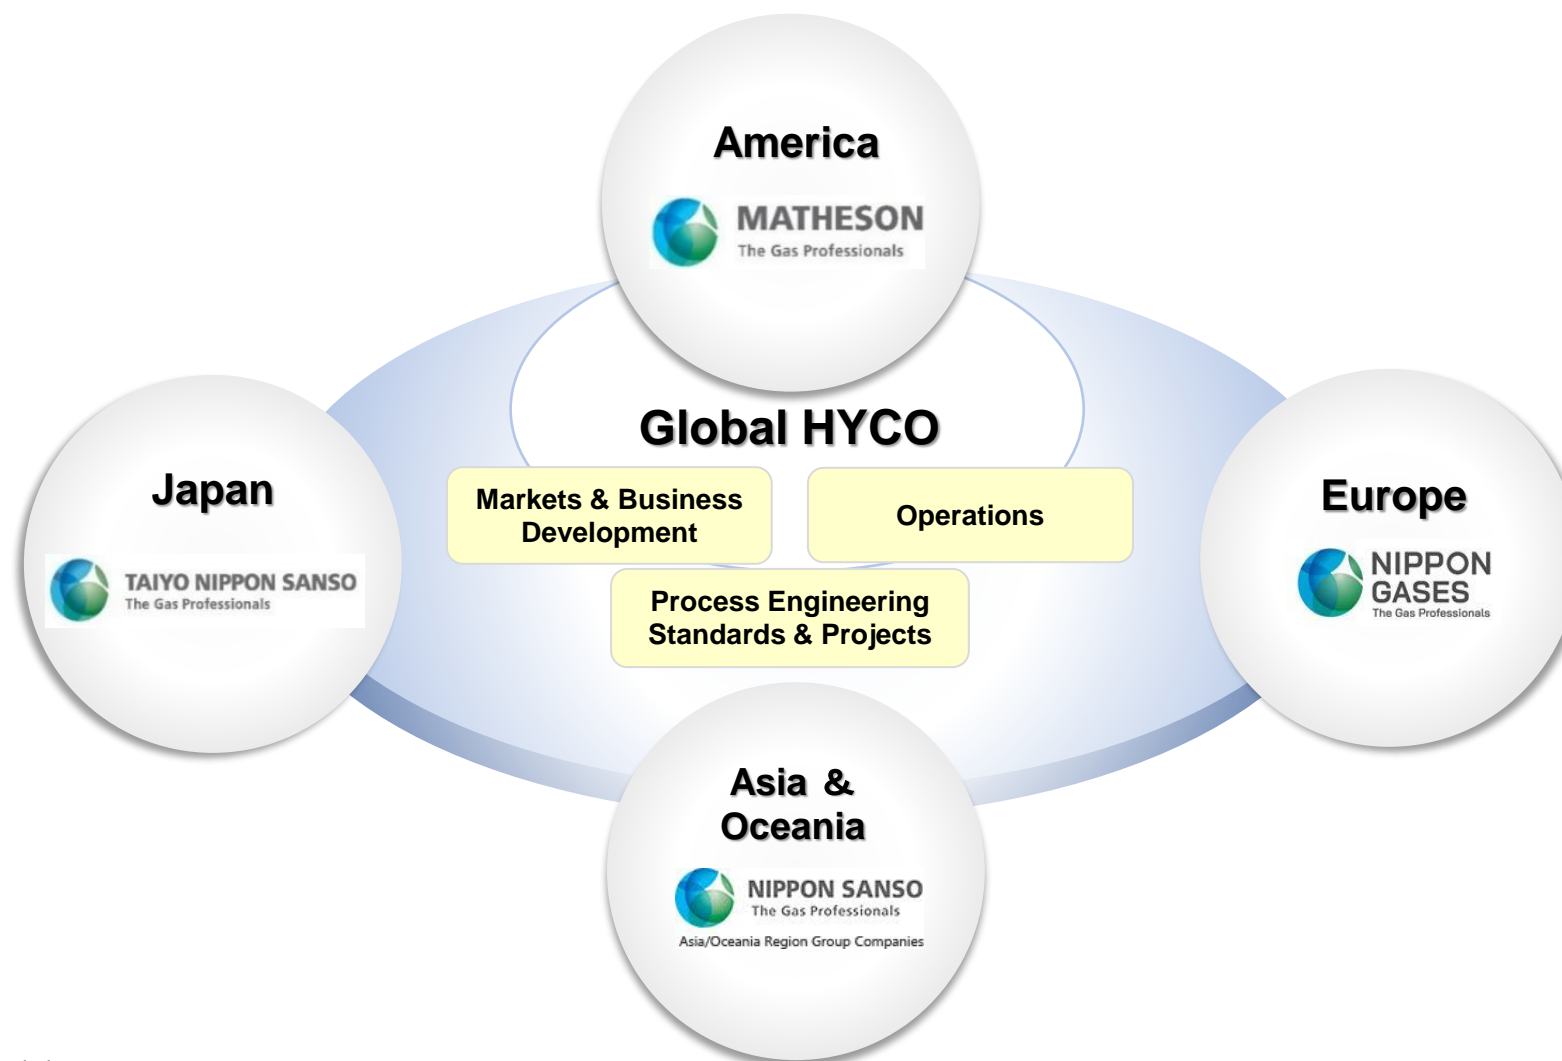 America
MATHESON
The Gas Professionals
Global HYCO
Japan
TAIYO NIPPON SANSO
The Gas Professionals
Markets & Business
Development
Operations
Process Engineering
Standards & Projects
Europe
NIPPON
GASES
The Gas Professionals
Asia &
Oceania
NIPPON SANSO
The Gas Professionals
Asia/Oceania Region Group Companies